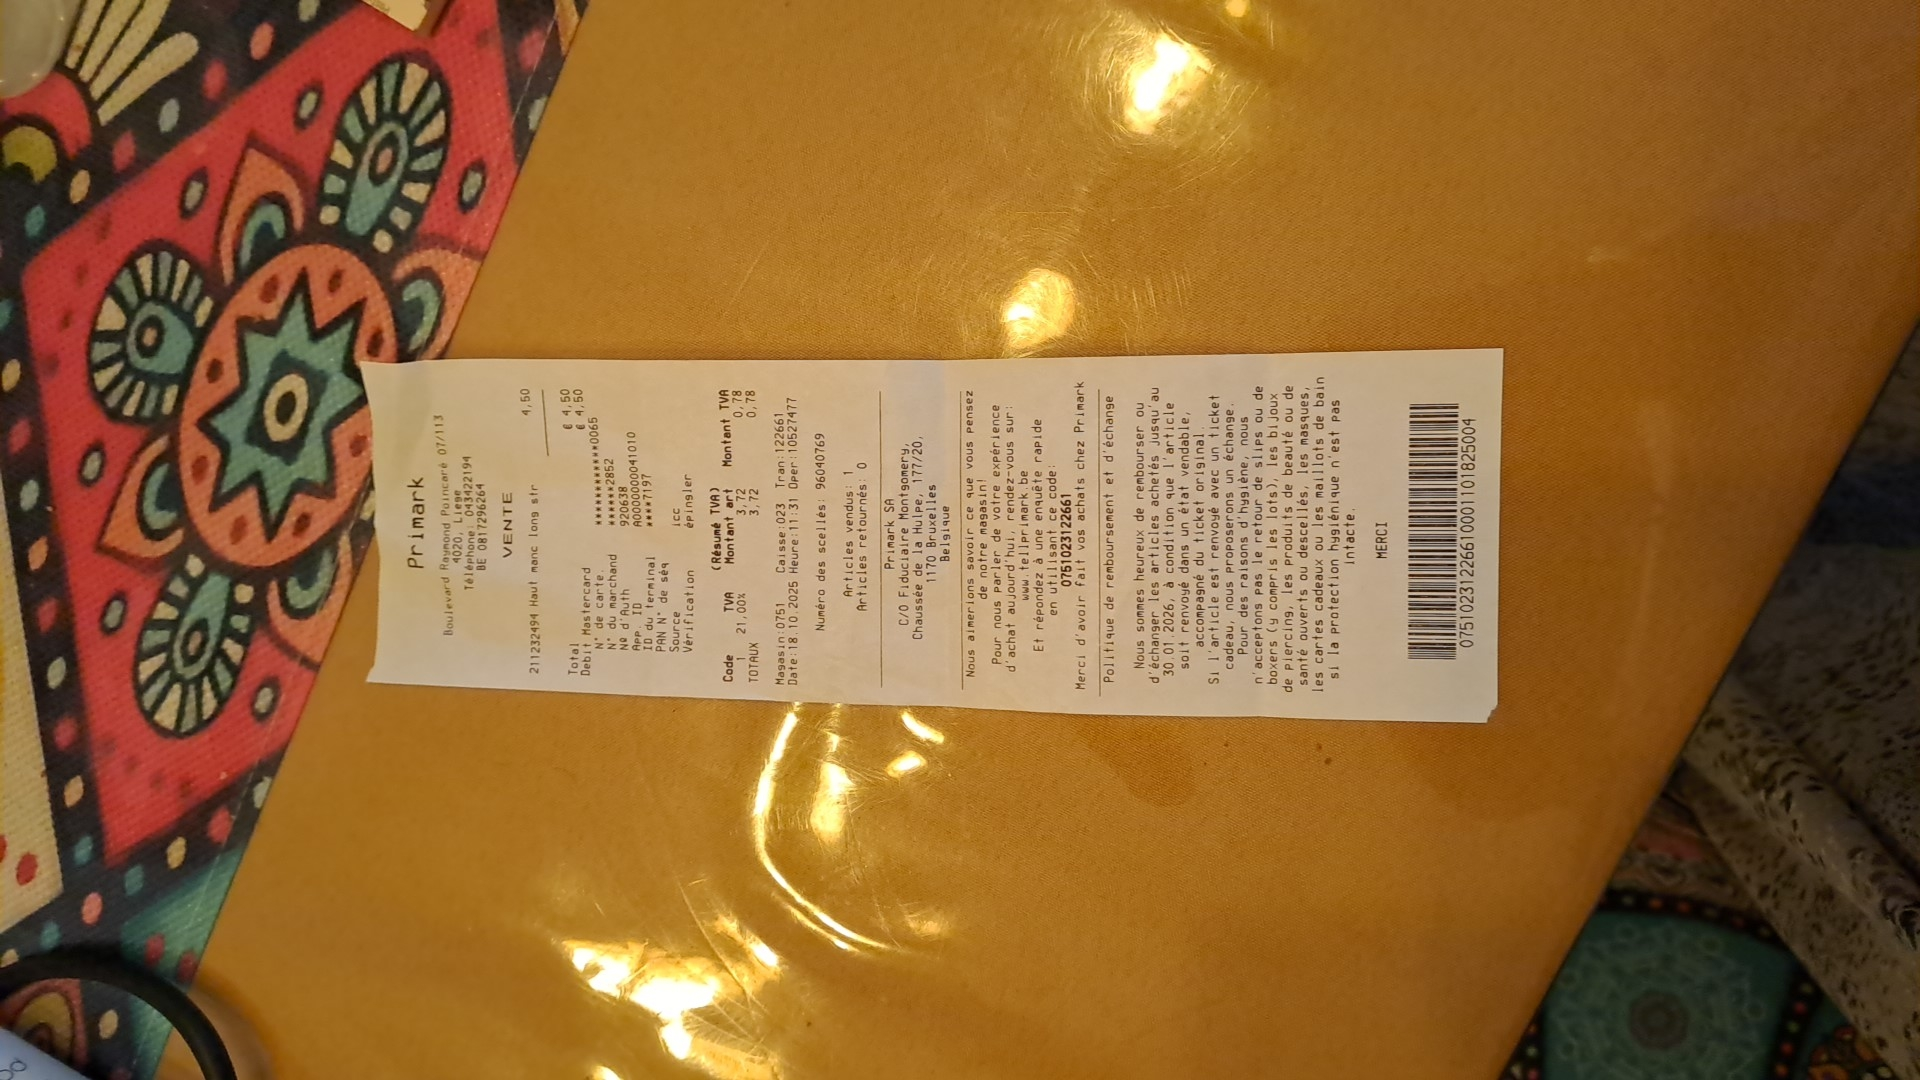 Primark
Boulevard Raymond Poincaré 07/113
4020, Liege
Téléphone: 043422194
BE 0817296264
VENTE
211232494 Haut manc long str 4,50
Total € 4,50
Debit Mastercard € 4,50
N° de carte ***************0065
N° du marchand ******2852
Nº d'Auth 920638
App. ID A0000000041010
ID du terminal ****7197
PAN N° de séq
Source icc
Vérification épingler
(Résumé TVA)
Code TVA Montant art Montant TVA
1 21,00% 3,72 0,78
TOTAUX 3,72 0,78
Magasin:0751 Caisse:023 Tran:122661
Date:18.10.2025 Heure:11:31 Oper:10527477
Numéro des scellés: 96040769
Articles vendus: 1
Articles retournés: 0
Primark SA
C/O Fiduciaire Montgomery,
Chaussée de la Hulpe, 177/20,
1170 Bruxelles
Belgique
Nous aimerions savoir ce que vous pensez
de notre magasin!
Pour nous parler de votre expérience
d'achat aujourd'hui, rendez-vous sur:
www.tellprimark.be
Et répondez à une enquête rapide
en utilisant ce code:
0751023122661
Merci d'avoir fait vos achats chez Primark
Politique de remboursement et d'échange
Nous sommes heureux de rembourser ou
d'échanger les articles achetés jusqu'au
30.01.2026, à condition que l'article
soit renvoyé dans un état vendable,
accompagné du ticket original.
Si l'article est renvoyé avec un ticket
cadeau, nous proposerons un échange.
Pour des raisons d'hygiène, nous
n'acceptons pas le retour de slips ou de
boxers (y compris les lots), les bijoux
de piercing, les produits de beauté ou de
santé ouverts ou descellés, les masques,
les cartes cadeaux ou les maillots de bain
si la protection hygiénique n'est pas
intacte.
MERCI
0751023122661000110182500​4